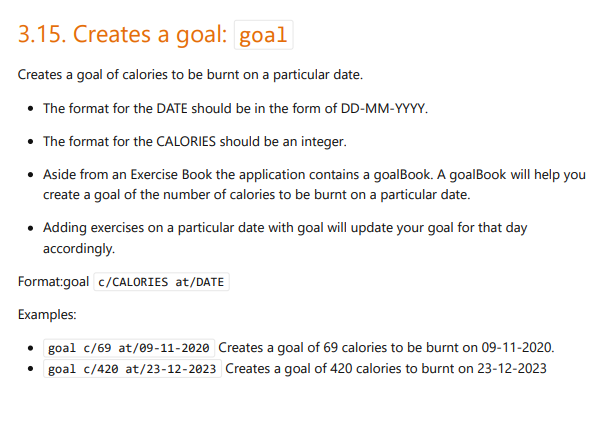 3.15. Creates a goal: goal
Creates a goal of calories to be burnt on a particular date.
• The format for the DATE should be in the form of DD-MM-YYYY.
• The format for the CALORIES should be an integer.
• Aside from an Exercise Book the application contains a goalBook. A goalBook will help you
create a goal of the number of calories to be burnt on a particular date.
• Adding exercises on a particular date with goal will update your goal for that day
accordingly.
Format:goal c/CALORIES at/DATE
Examples:
• goal c/69 at/09-11-2020 Creates a goal of 69 calories to be burnt on 09-11-2020.
• goal c/420 at/23-12-2023 Creates a goal of 420 calories to burnt on 23-12-2023